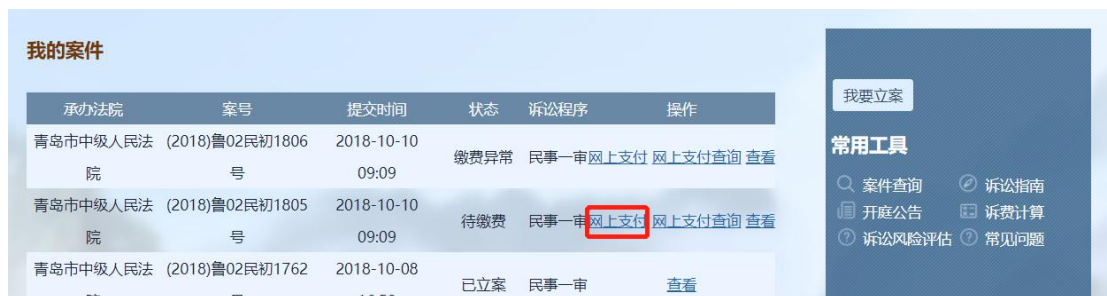 我的案件
承办法院 案号 提交时间 状态 诉讼程序 操作
青岛市中级人民法院 (2018)鲁02民初1806号 2018-10-10 09:09 缴费异常 民事一审 网上支付 网上支付查询 查看
青岛市中级人民法院 (2018)鲁02民初1805号 2018-10-10 09:09 待缴费 民事一审 网上支付 网上支付查询 查看
青岛市中级人民法 (2018)鲁02民初1762 2018-10-08 已立案 民事一审 查看
我要立案
常用工具
案件查询 诉讼指南
开庭公告 诉费计算
诉讼风险评估 常见问题